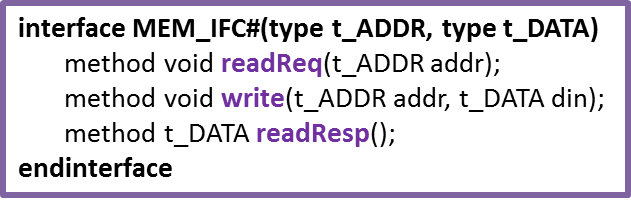 interface MEM_IFC#(type t_ADDR, type t_DATA)
method void readReq(t_ADDR addr);
method void write(t_ADDR addr, t_DATA din);
method t_DATA readResp();
endinterface